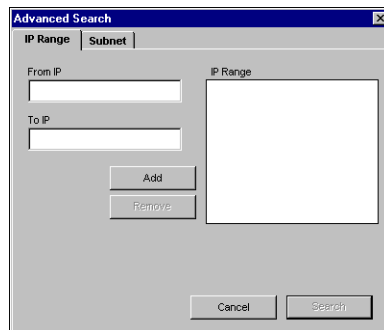 Advanced Search
IP Range Subnet
From IP
IP Range
To IP
Add
Remove
Cancel Search